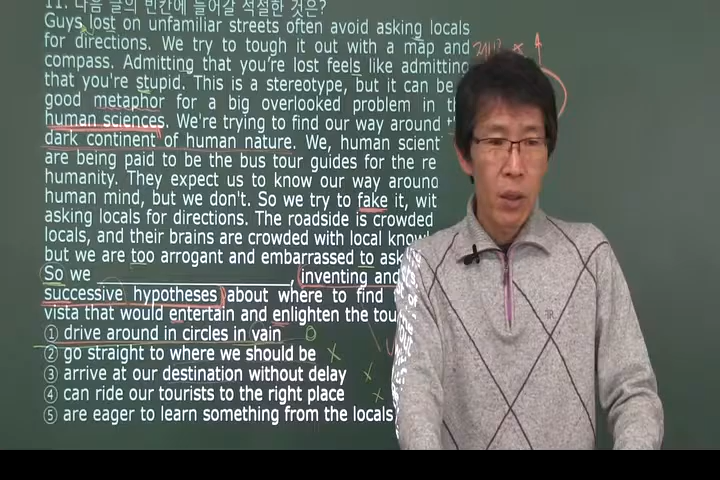 11. 다음 글의 빈칸에 들어갈 적절한 것은?
Guys lost on unfamiliar streets often avoid asking locals
for directions. We try to tough it out with a map and
compass. Admitting that you're lost feels like admitting
that you're stupid. This is a stereotype, but it can be
good metaphor for a big overlooked problem in
human sciences. We're trying to find our way around
dark continent of human nature. We, human
are being paid to be the bus tour guides for the
humanity. They expect us to know our way
human mind, but we don't. So we try to fake it,
asking locals for directions. The roadside is crowded
locals, and their brains are crowded with local
but we are too arrogant and embarrassed to ask
So we ____________________, inventing and
successive hypotheses about where to find
vista that would entertain and enlighten the
① drive around in circles in vain O
② go straight to where we should be X
③ arrive at our destination without delay X
④ can ride our tourists to the right place X
⑤ are eager to learn something from the locals